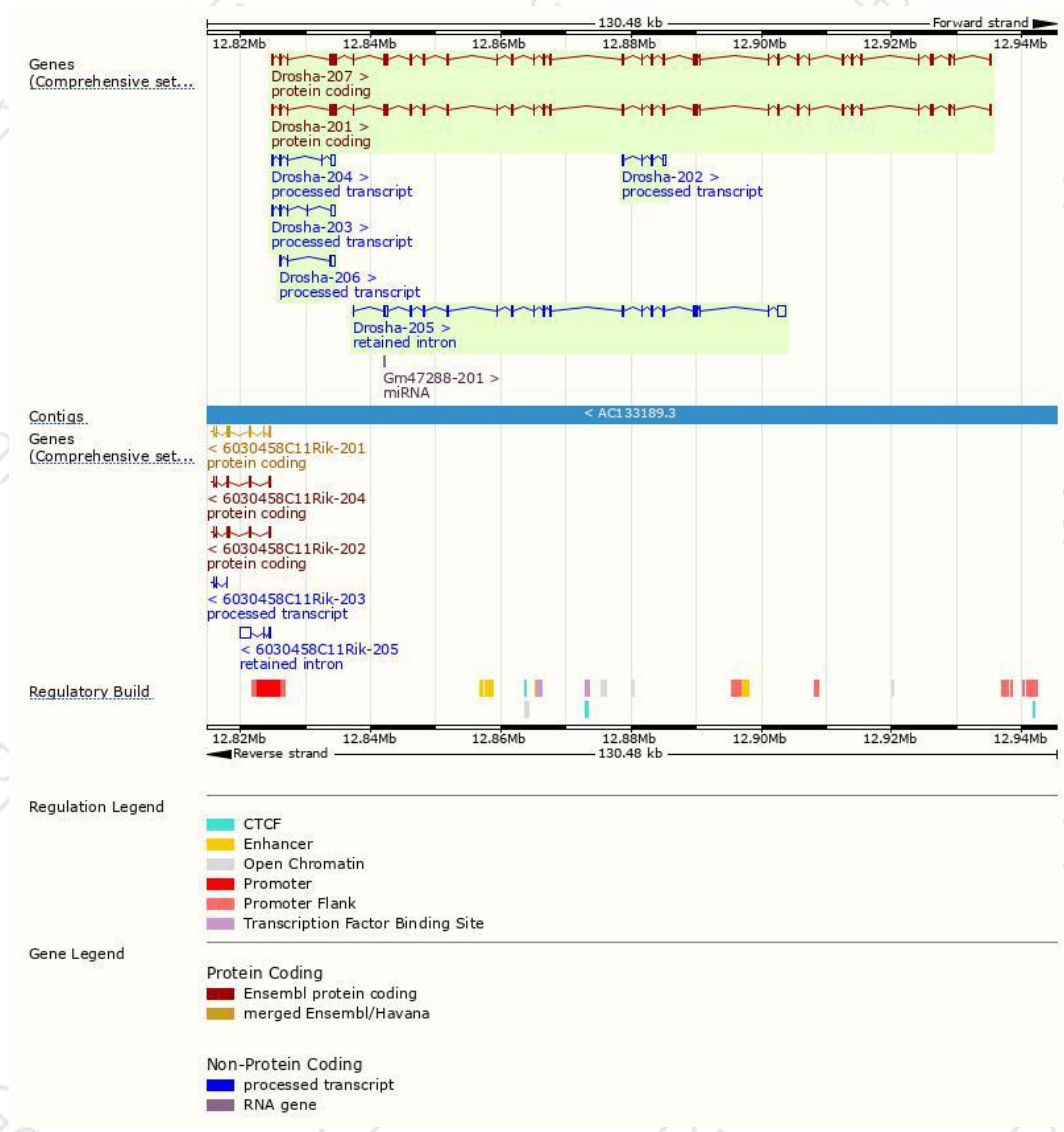 130.48 kb Forward strand
12.82Mb 12.84Mb 12.86Mb 12.88Mb 12.90Mb 12.92Mb 12.94Mb
Genes
(Comprehensive set...
Drosha-207 >
protein coding
Drosha-201 >
protein coding
Drosha-204 >
processed transcript
Drosha-202 >
processed transcript
Drosha-203 >
processed transcript
Drosha-206 >
processed transcript
Drosha-205 >
retained intron
Gm47288-201 >
miRNA
Contigs
< AC133189.3
Genes
(Comprehensive set...
< 6030458C11Rik-201
protein coding
< 6030458C11Rik-204
protein coding
< 6030458C11Rik-202
protein coding
< 6030458C11Rik-203
processed transcript
< 6030458C11Rik-205
retained intron
Regulatory Build
12.82Mb 12.84Mb 12.86Mb 12.88Mb 12.90Mb 12.92Mb 12.94Mb
Reverse strand 130.48 kb
Regulation Legend
CTCF
Enhancer
Open Chromatin
Promoter
Promoter Flank
Transcription Factor Binding Site
Gene Legend
Protein Coding
Ensembl protein coding
merged Ensembl/Havana
Non-Protein Coding
processed transcript
RNA gene